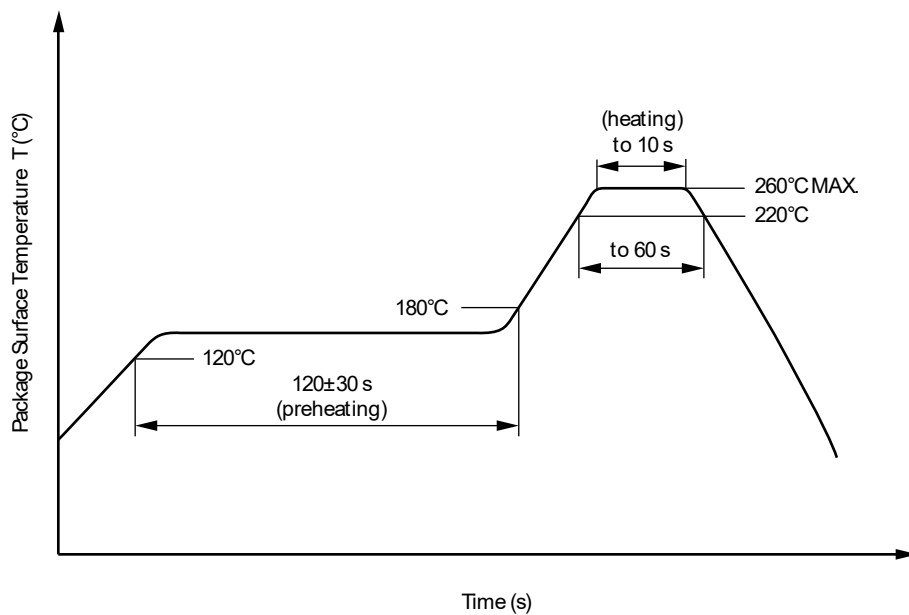 Package Surface Temperature T (°C)
(heating)
to 10 s
260°C MAX.
220°C
to 60 s
180°C
120°C
120±30 s
(preheating)
Time (s)